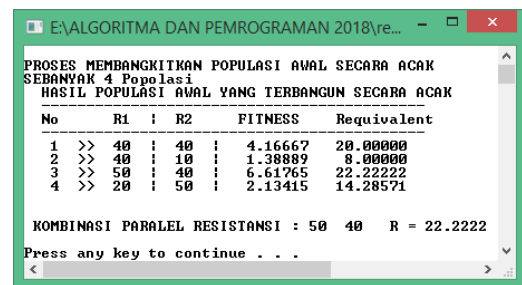 E:\ALGORITMA DAN PEMROGRAMAN 2018\re...
PROSES MEMBANGKITKAN POPULASI AWAL SECARA ACAK
SEBANYAK 4 Popolasi
HASIL POPULASI AWAL YANG TERBANGUN SECARA ACAK
------------------------------------------------
No R1 ¦ R2 FITNESS Requivalent
------------------------------------------------
1 >> 40 ¦ 40 ¦ 4.16667 20.00000
2 >> 40 ¦ 10 ¦ 1.38889 8.00000
3 >> 50 ¦ 40 ¦ 6.61765 22.22222
4 >> 20 ¦ 50 ¦ 2.13415 14.28571
KOMBINASI PARALEL RESISTANSI : 50 40 R = 22.2222
Press any key to continue . . .